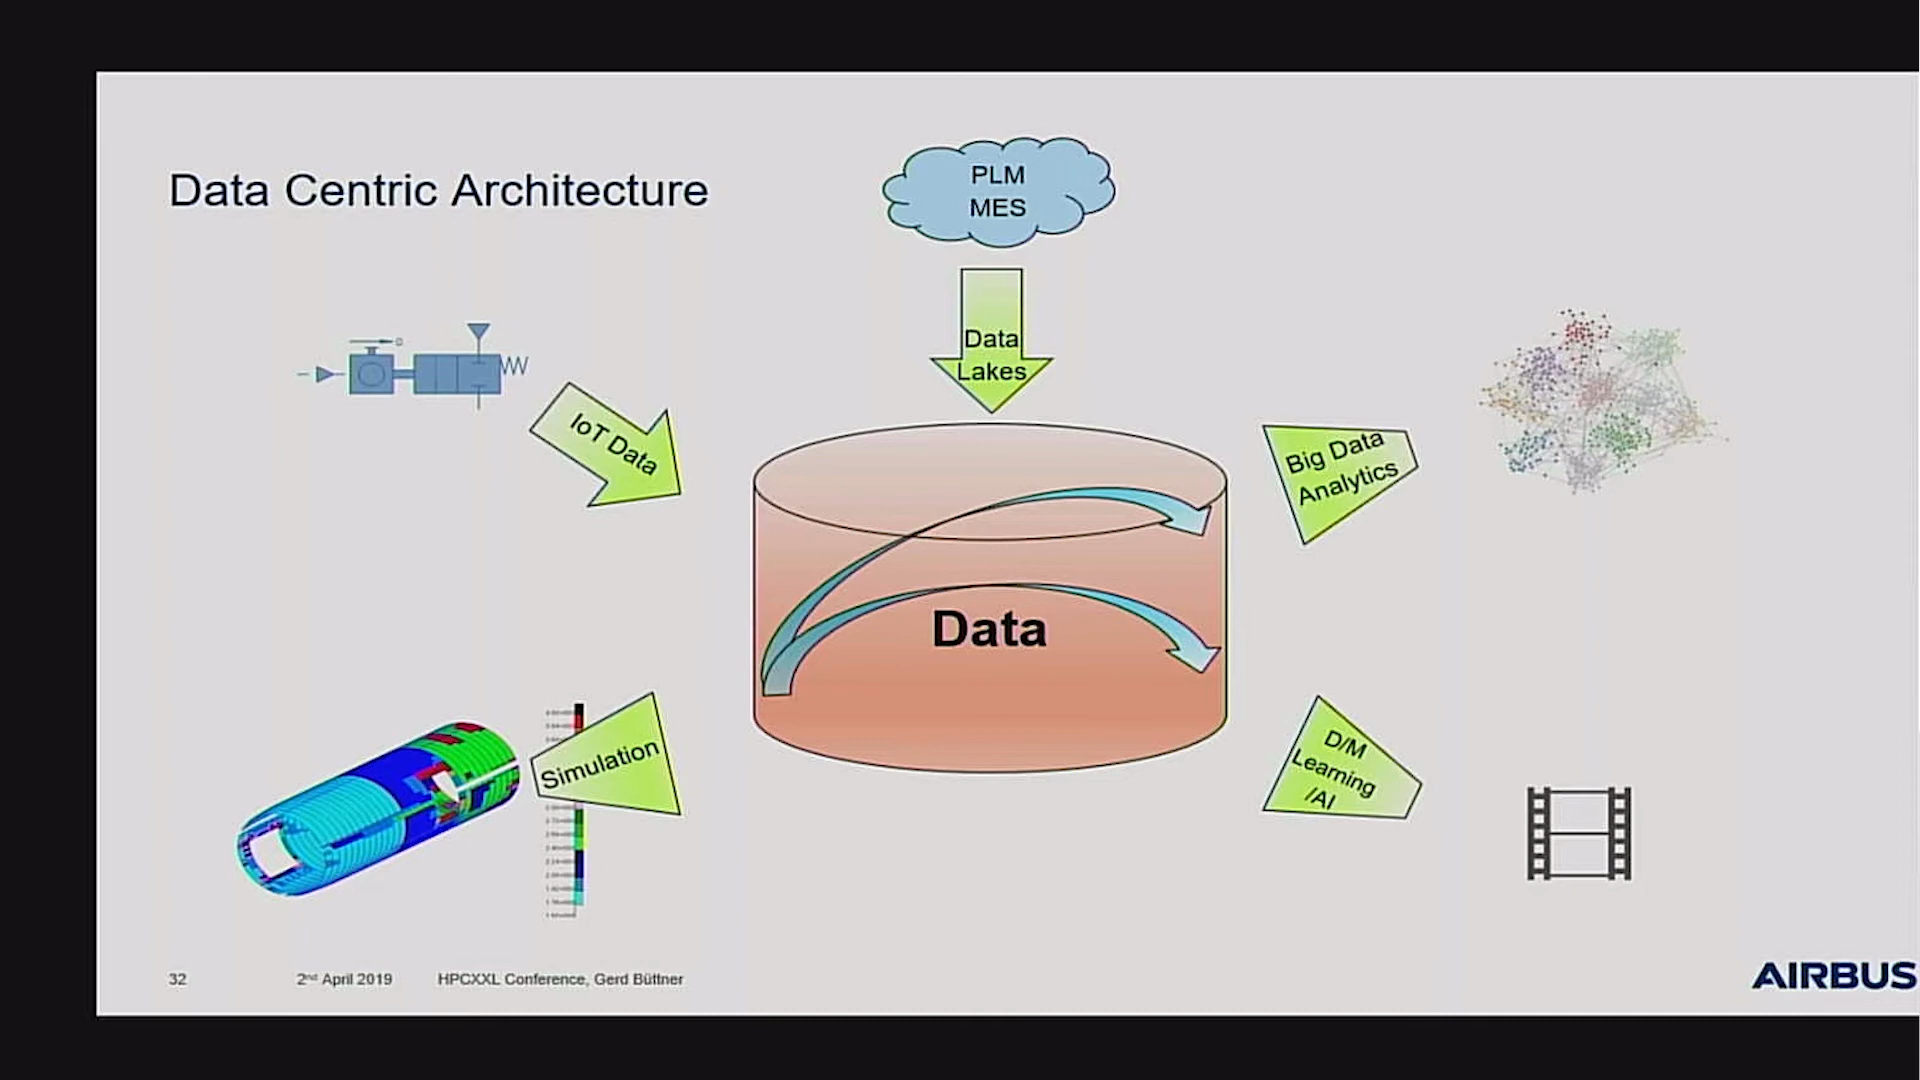 Data Centric Architecture
PLM
MES
Data
Lakes
IoT Data
Big Data
Analytics
Data
Simulation
D/M
Learning
/AI
32
2nd April 2019
HPCXXL Conference, Gerd Büttner
AIRBUS